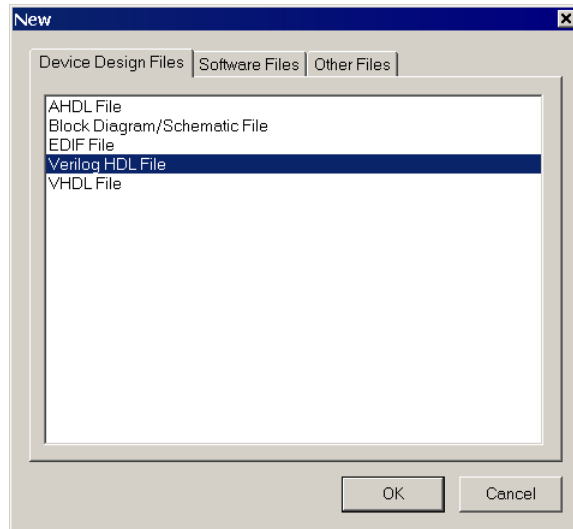 New
Device Design Files Software Files Other Files
AHDL File
Block Diagram/Schematic File
EDIF File
Verilog HDL File
VHDL File
OK Cancel